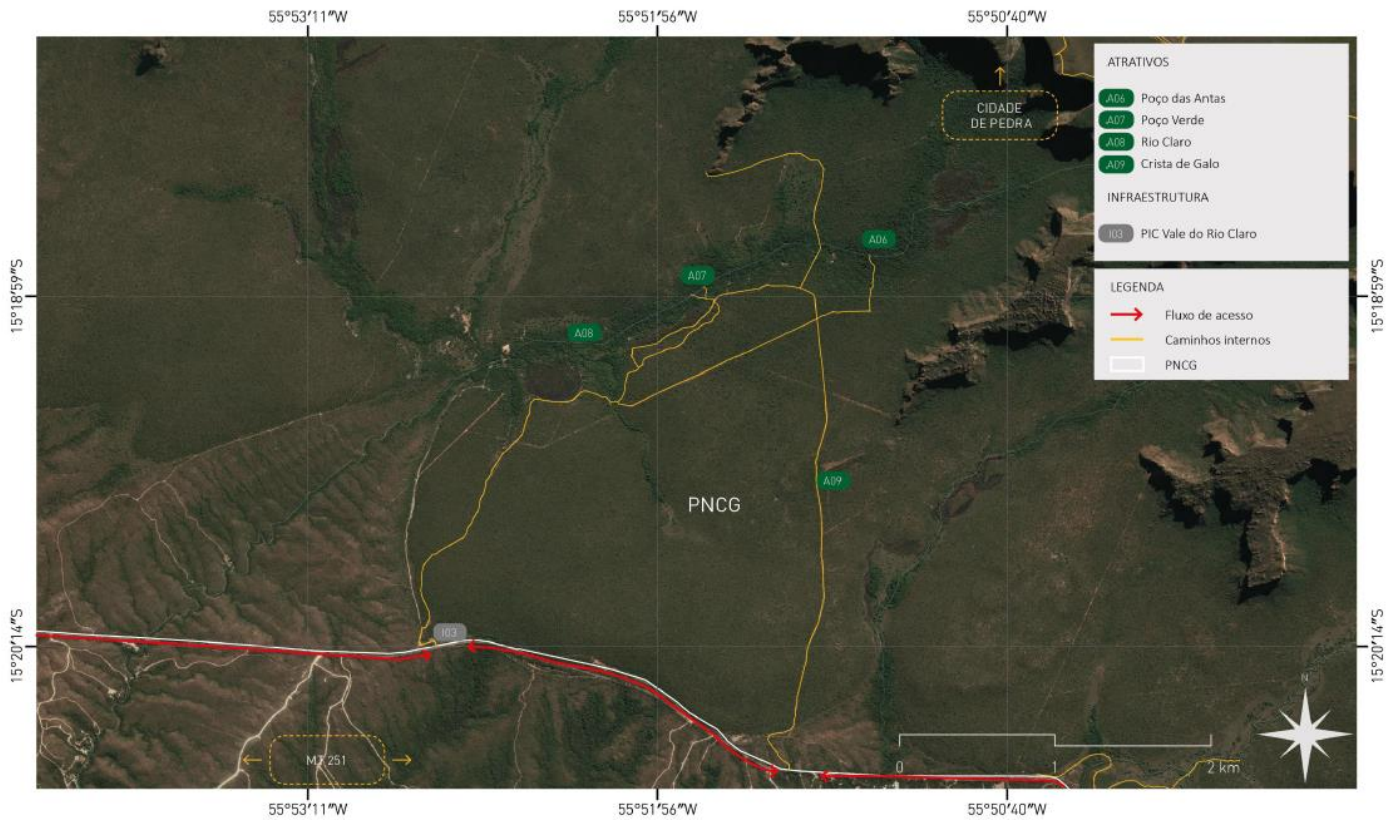 55°53′11″W
55°51′56″W
55°50′40″W
ATRATIVOS
A06 Poço das Antas
A07 Poço Verde
A08 Rio Claro
A09 Crista de Galo
INFRAESTRUTURA
I03 PIC Vale do Rio Claro
CIDADE
DE PEDRA
A06
A07
15°18′59″S
15°18′59″S
LEGENDA
Fluxo de acesso
Caminhos internos
PNCG
A08
A09
PNCG
I03
15°20′14″S
15°20′14″S
N
MT 251
0 1 2 km
55°53′11″W
55°51′56″W
55°50′40″W